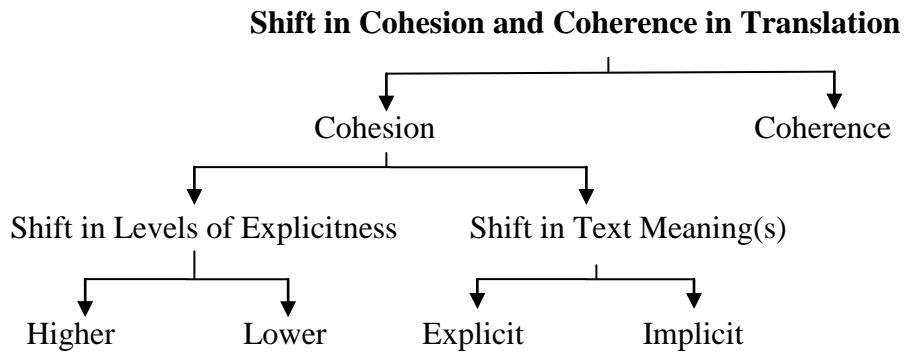 Shift in Cohesion and Coherence in Translation
Cohesion Coherence
Shift in Levels of Explicitness Shift in Text Meaning(s)
Higher Lower Explicit Implicit